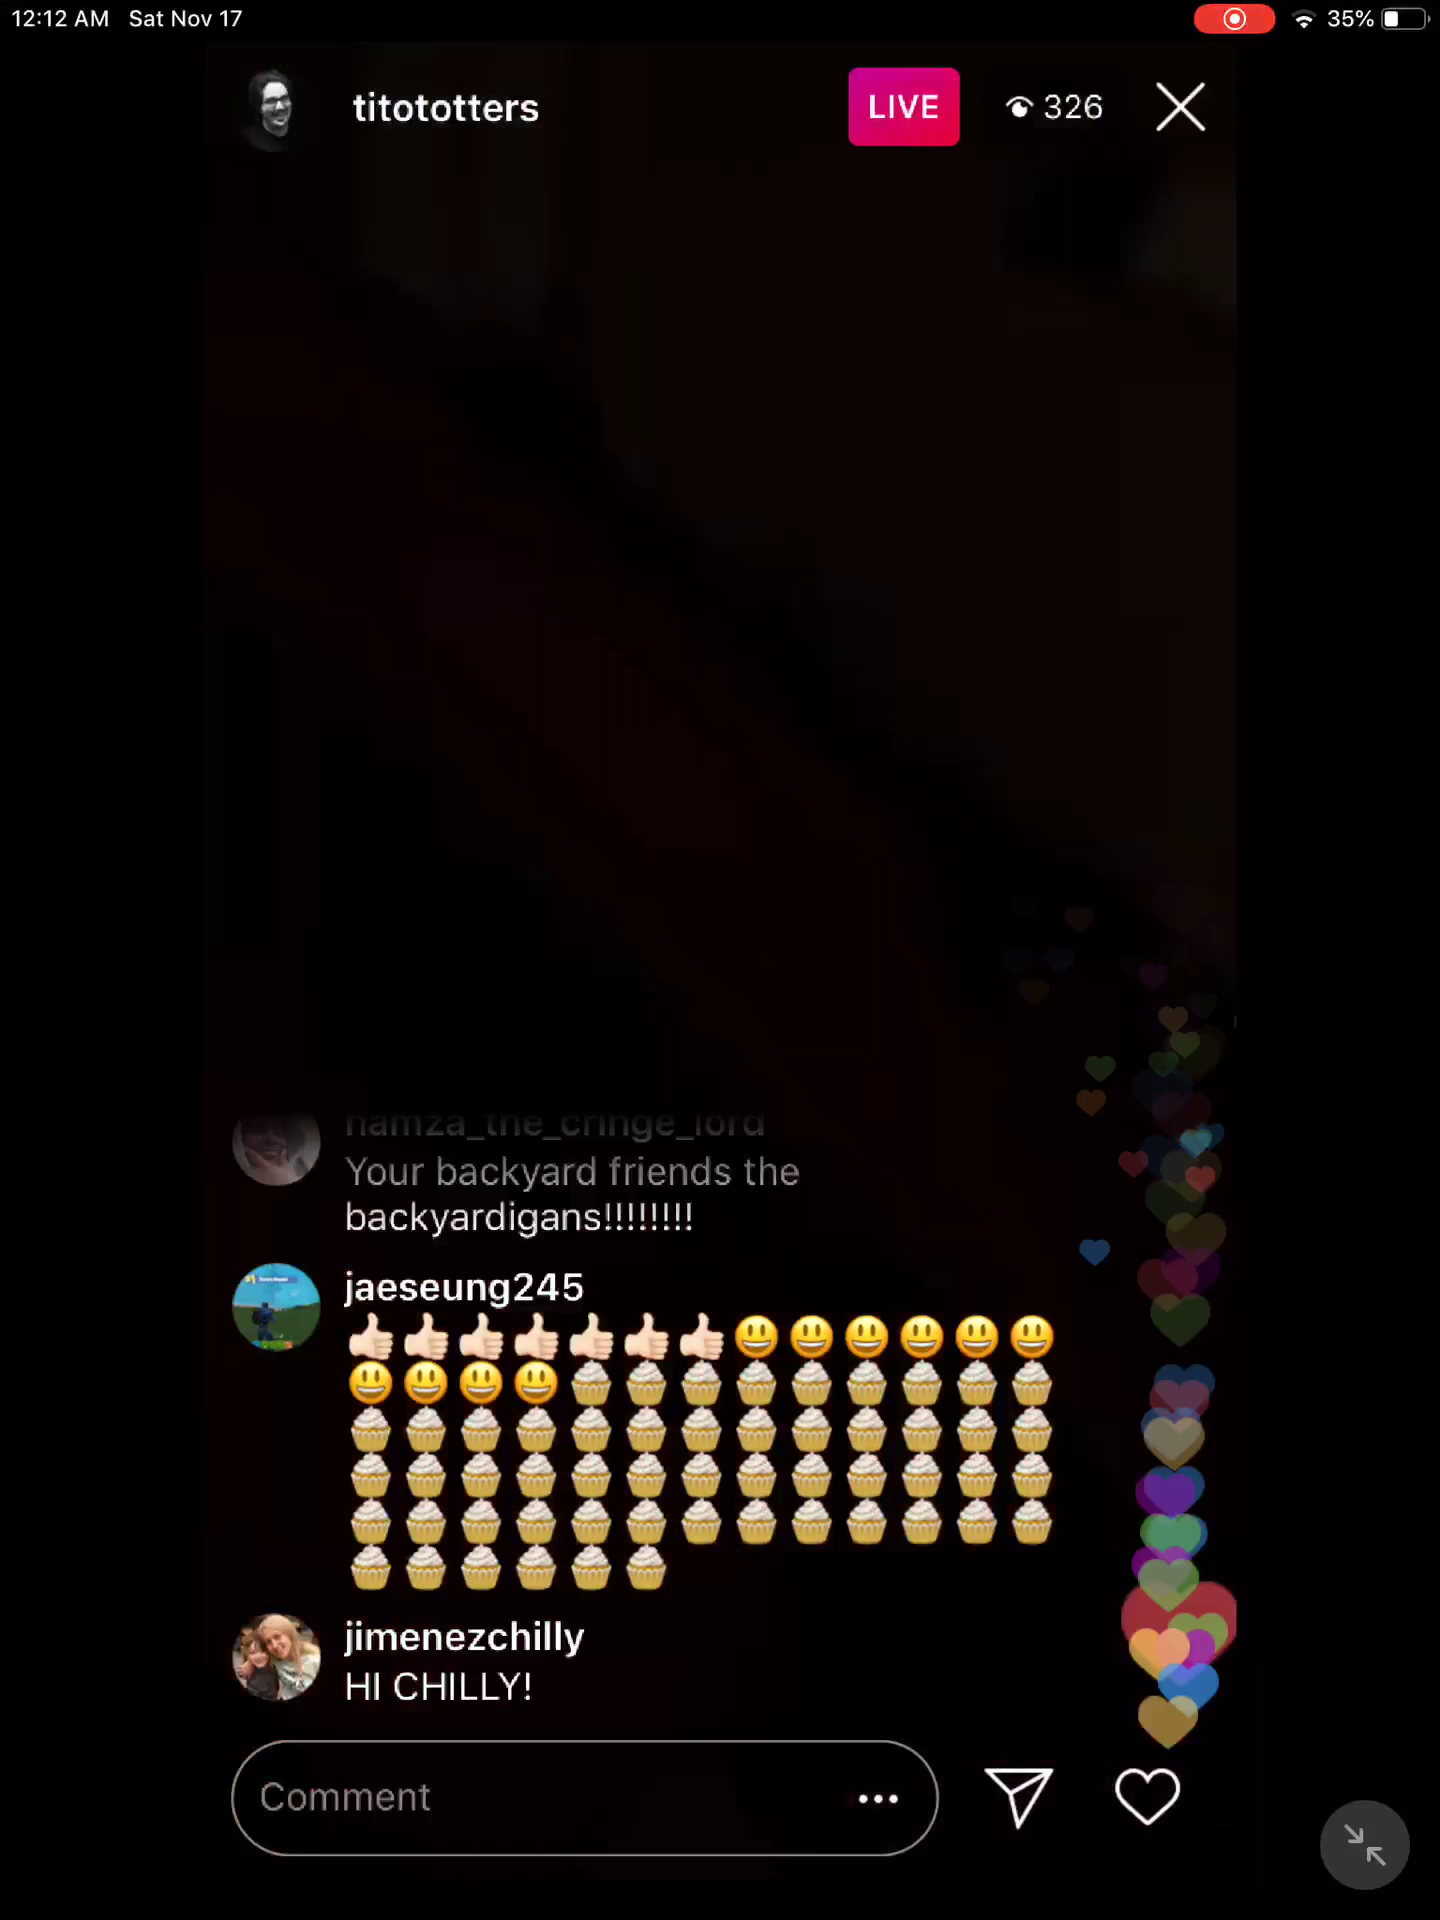 12:12 AM Sat Nov 17 35%
titototters LIVE 326
hamza_the_cringe_lord
Your backyard friends the
backyardigans!!!!!!!!
jaeseung245
👍🏻👍🏻👍🏻👍🏻👍🏻👍🏻👍🏻😃😃😃😃😃😃
😃😃😃😃🧁🧁🧁🧁🧁🧁🧁🧁🧁
🧁🧁🧁🧁🧁🧁🧁🧁🧁🧁🧁🧁🧁
🧁🧁🧁🧁🧁🧁🧁🧁🧁🧁🧁🧁🧁
🧁🧁🧁🧁🧁🧁🧁🧁🧁🧁🧁🧁🧁
🧁🧁🧁🧁🧁🧁
jimenezchilly
HI CHILLY!
Comment